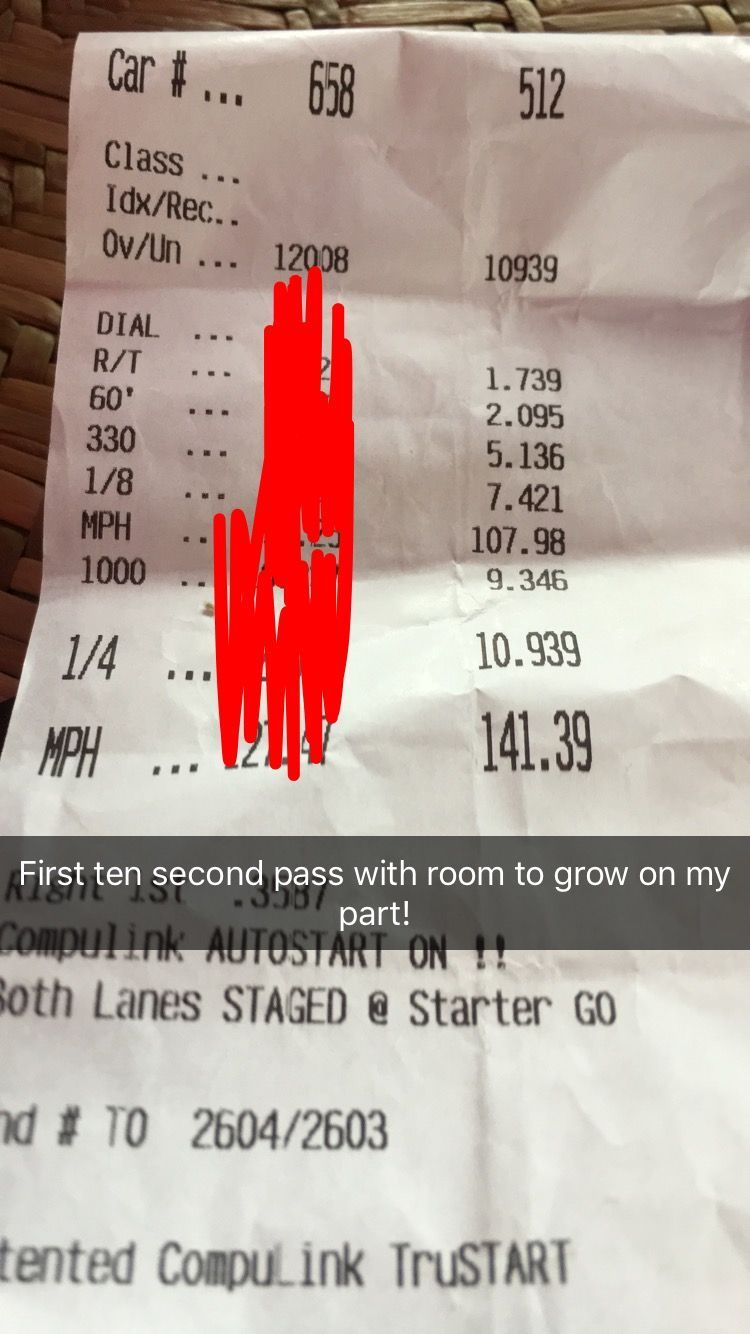 Car # ... 658 512
Class ...
Idx/Rec..
Ov/Un ... 12008 10939
DIAL ...
R/T ... 1.739
60' ... 2.095
330 ... 5.136
1/8 ... 7.421
MPH .. 107.98
1000 .. 9.346
1/4 ... 10.939
MPH ... 141.39
First ten second pass with room to grow on my
part!
Right 1st .3587
Compulink AUTOSTART ON !!
Both Lanes STAGED @ Starter GO
# TO 2604/2603
CompuLink TruSTART